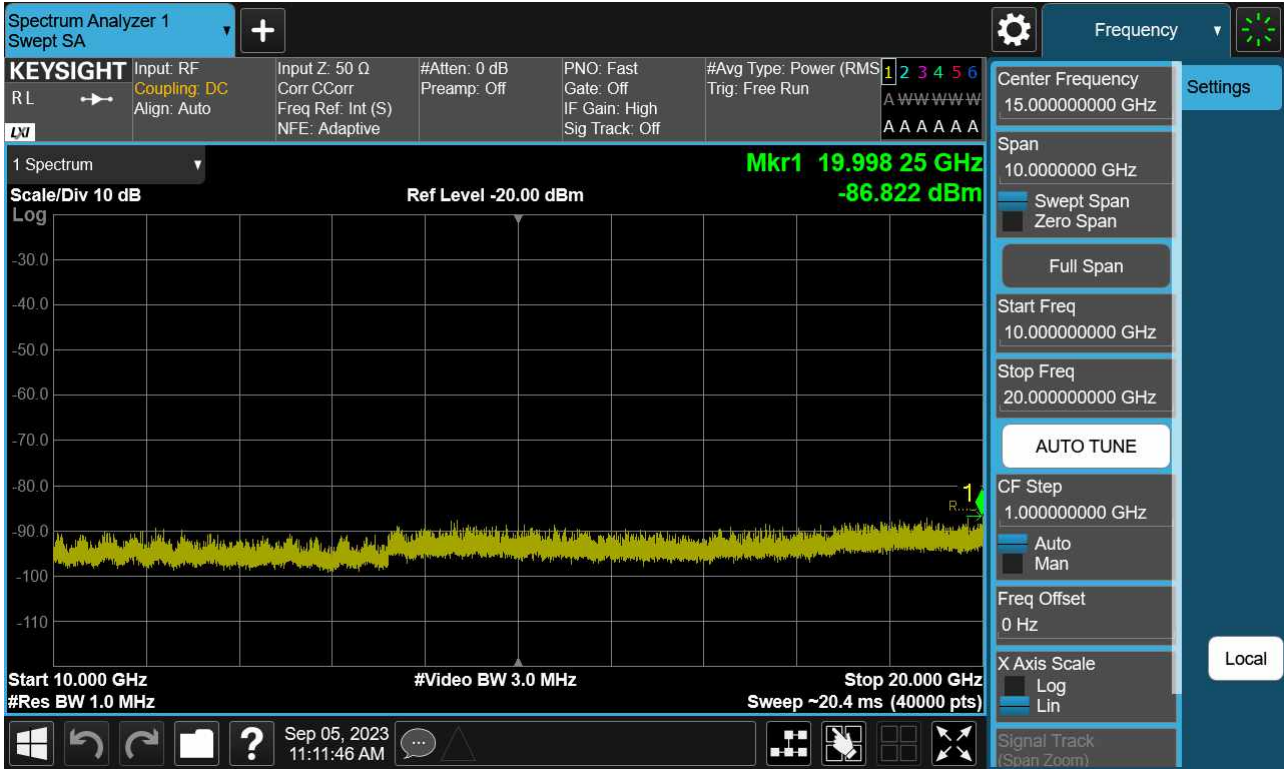 Spectrum Analyzer 1
Swept SA
Frequency
KEYSIGHT
R L
LXI
Input: RF
Coupling: DC
Align: Auto
Input Z: 50 Ω
Corr CCorr
Freq Ref: Int (S)
NFE: Adaptive
#Atten: 0 dB
Preamp: Off
PNO: Fast
Gate: Off
IF Gain: High
Sig Track: Off
#Avg Type: Power (RMS
Trig: Free Run
1 2 3 4 5 6
A W W W W W
A A A A A A
1 Spectrum
Scale/Div 10 dB
Log
Ref Level -20.00 dBm
Mkr1 19.998 25 GHz
-86.822 dBm
-30.0
-40.0
-50.0
-60.0
-70.0
-80.0
-90.0
-100
-110
1
Start 10.000 GHz
#Res BW 1.0 MHz
#Video BW 3.0 MHz
Stop 20.000 GHz
Sweep ~20.4 ms (40000 pts)
?
Sep 05, 2023
11:11:46 AM
Center Frequency
15.000000000 GHz
Span
10.0000000 GHz
Swept Span
Zero Span
Full Span
Start Freq
10.000000000 GHz
Stop Freq
20.000000000 GHz
AUTO TUNE
CF Step
1.000000000 GHz
Auto
Man
Freq Offset
0 Hz
X Axis Scale
Log
Lin
Signal Track
(Span Zoom)
Settings
Local